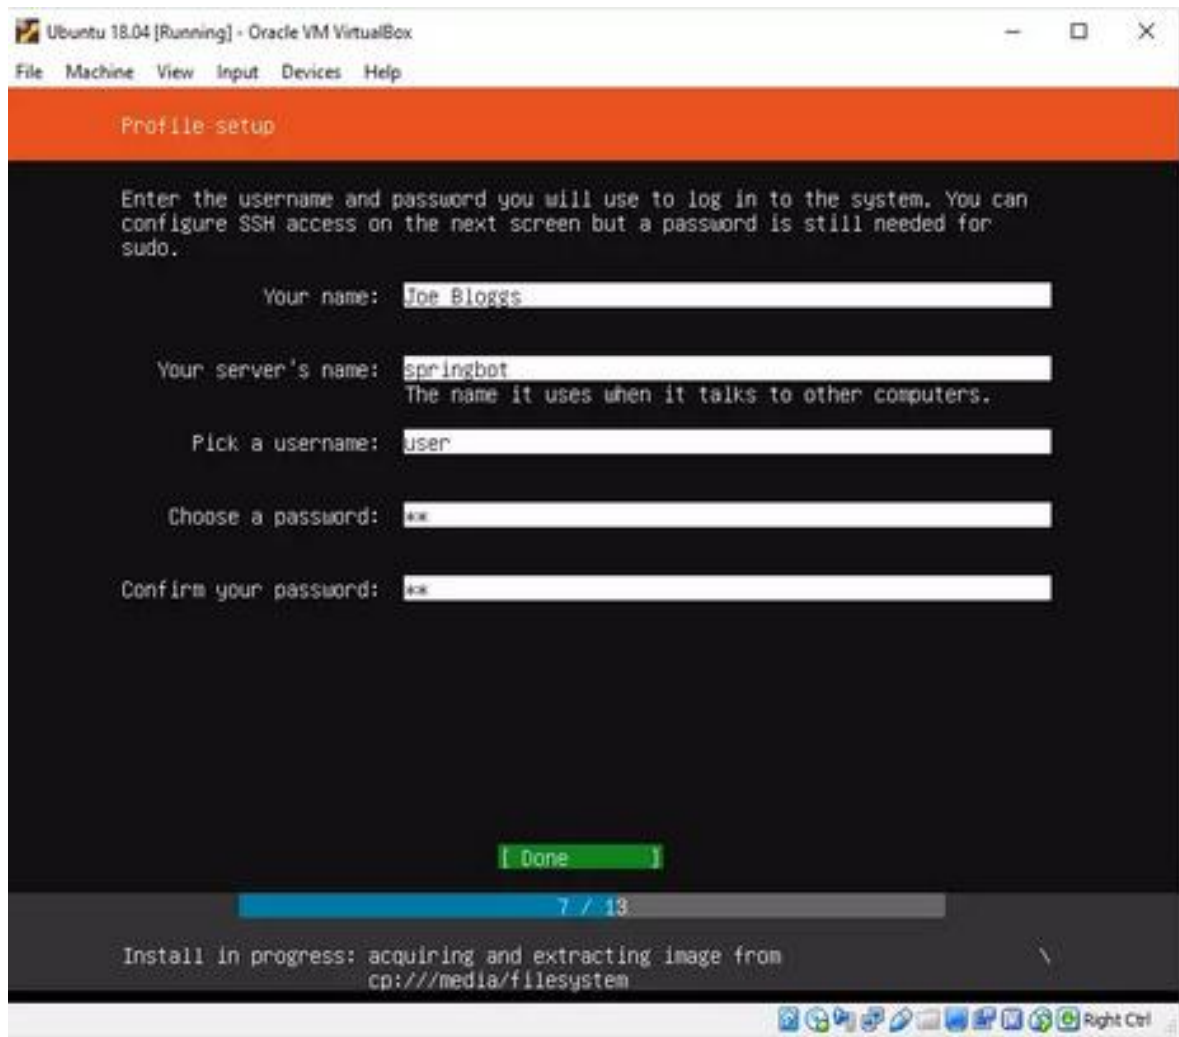 Ubuntu 18.04 [Running] - Oracle VM VirtualBox
File Machine View Input Devices Help
Profile setup
Enter the username and password you will use to log in to the system. You can
configure SSH access on the next screen but a password is still needed for
sudo.
Your name: Joe Bloggs
Your server's name: springbot
The name it uses when it talks to other computers.
Pick a username: user
Choose a password: **
Confirm your password: **
[ Done ]
7 / 13
Install in progress: acquiring and extracting image from \
cp:///media/filesystem
Right Ctrl